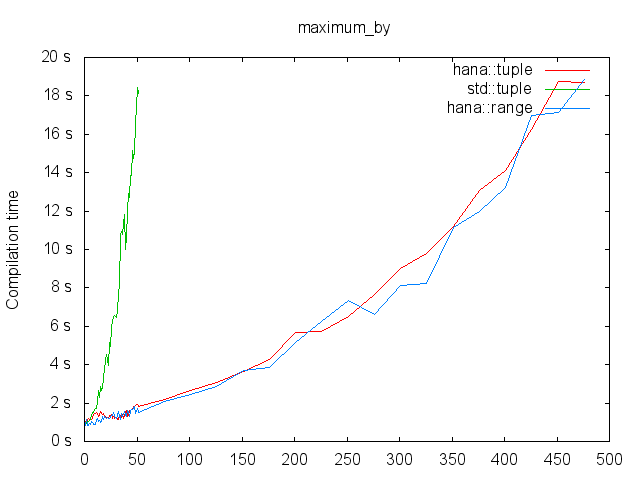 maximum_by
20 s
18 s
16 s
14 s
12 s
10 s
8 s
6 s
4 s
2 s
0 s
Compilation time
hana::tuple
std::tuple
hana::range
0 50 100 150 200 250 300 350 400 450 500